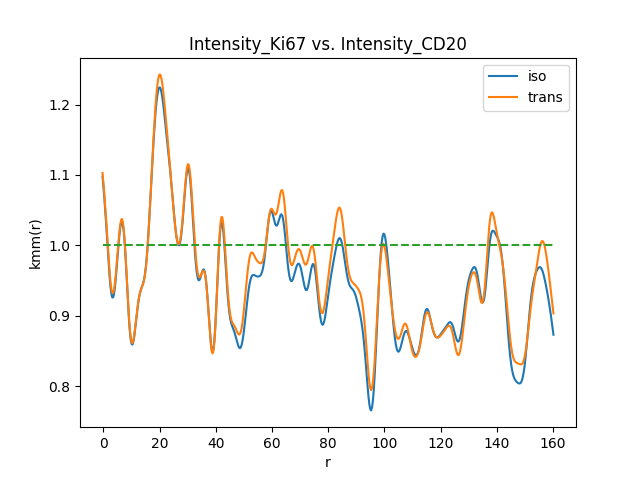 Intensity_Ki67 vs. Intensity_CD20
iso
trans
kmm(r)
1.2
1.1
1.0
0.9
0.8
0 20 40 60 80 100 120 140 160
r